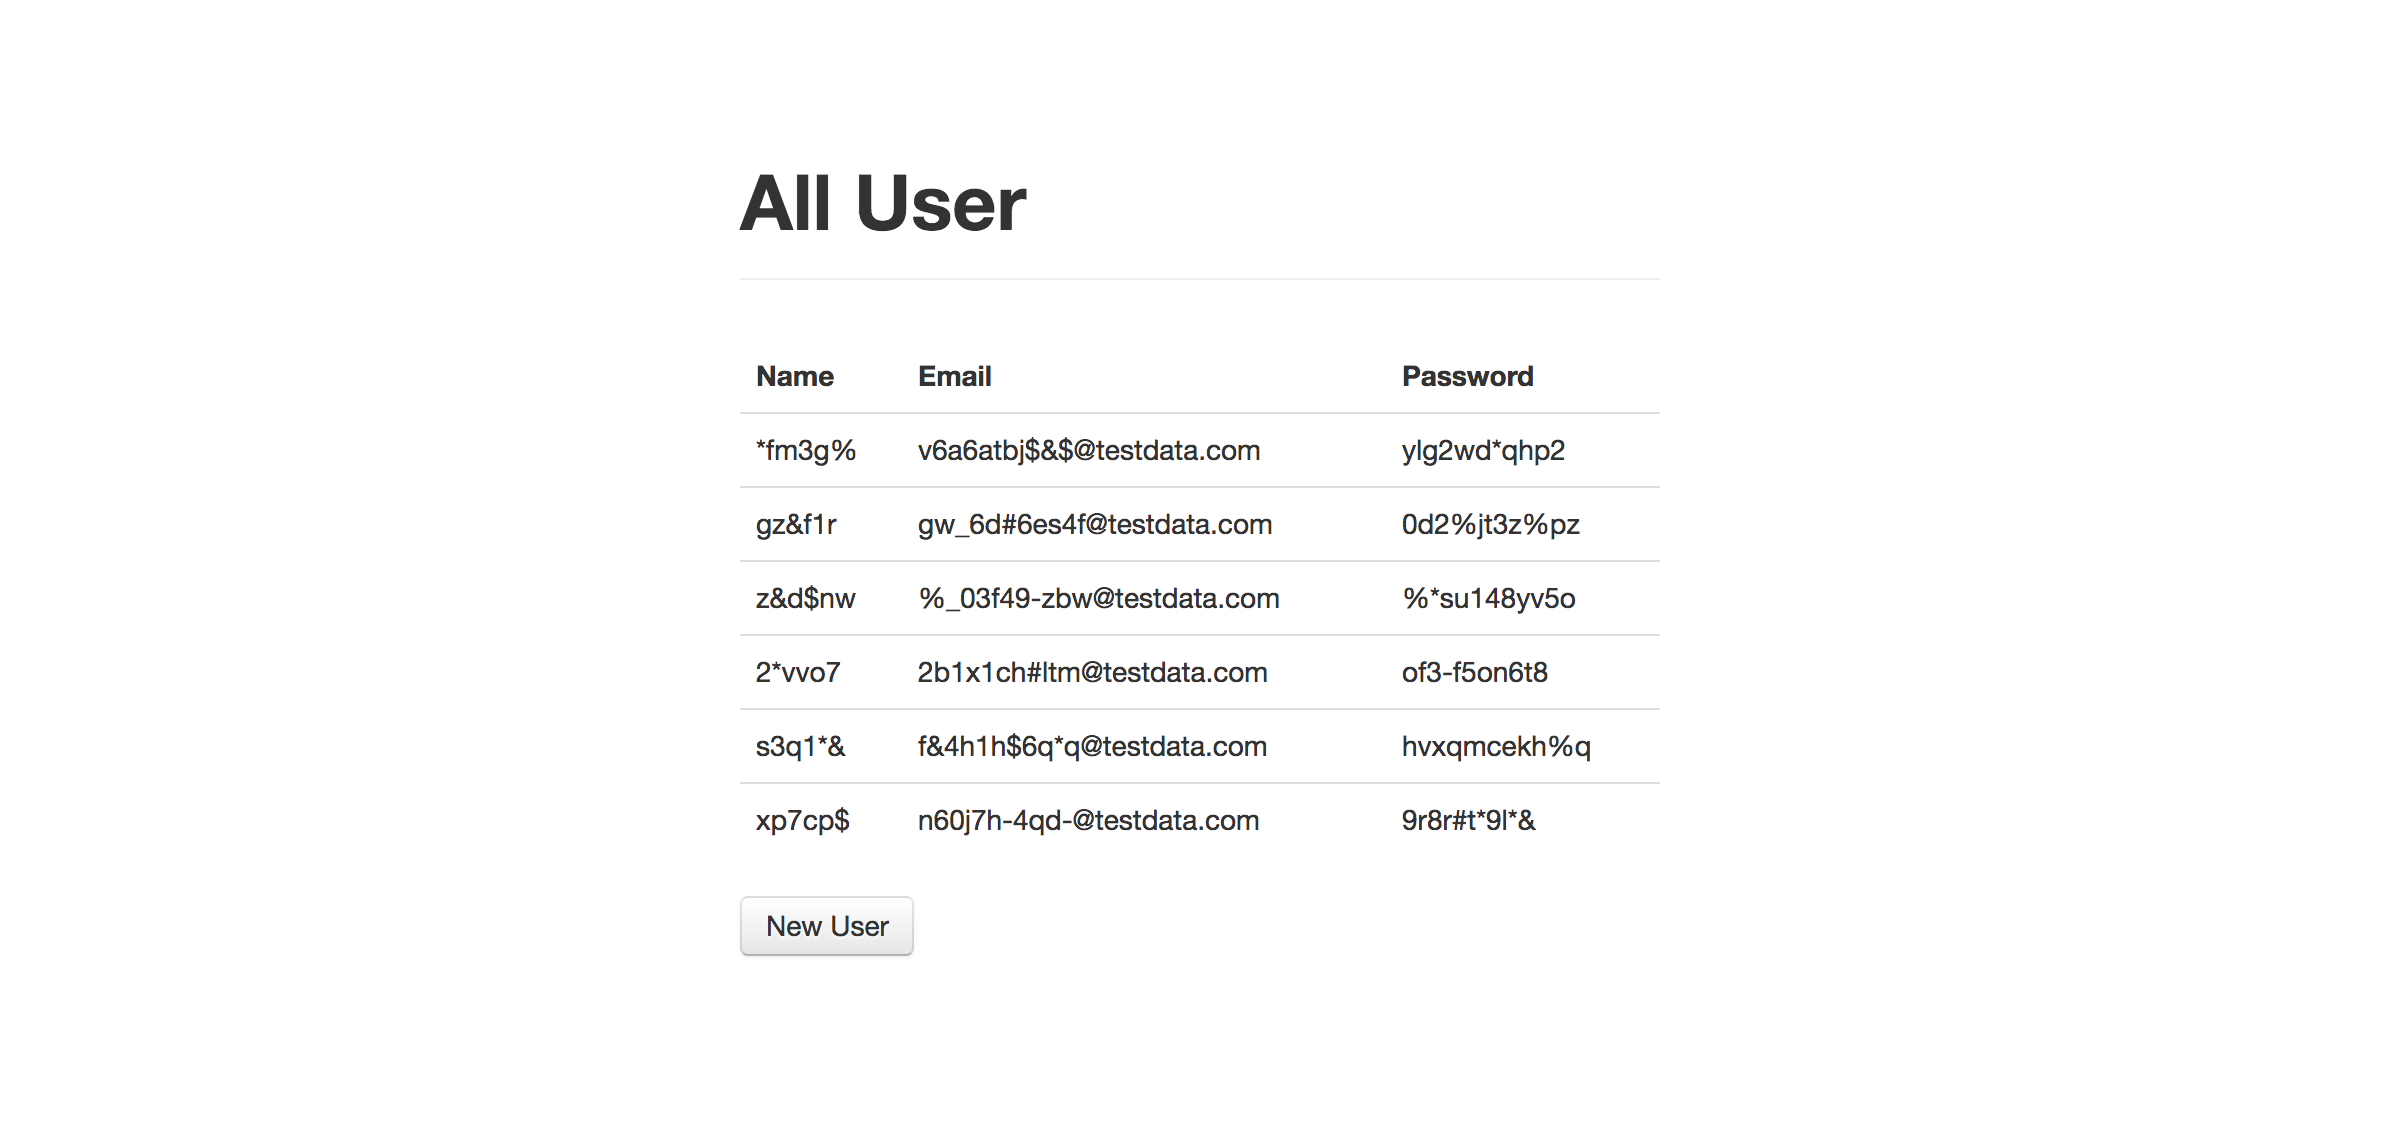 All User
Name Email Password
*fm3g% v6a6atbj$&$@testdata.com ylg2wd*qhp2
gz&f1r gw_6d#6es4f@testdata.com 0d2%jt3z%pz
z&d$nw %_03f49-zbw@testdata.com %*su148yv5o
2*vvo7 2b1x1ch#ltm@testdata.com of3-f5on6t8
s3q1*& f&4h1h$6q*q@testdata.com hvxqmcekh%q
xp7cp$ n60j7h-4qd-@testdata.com 9r8r#t*9l*&
New User